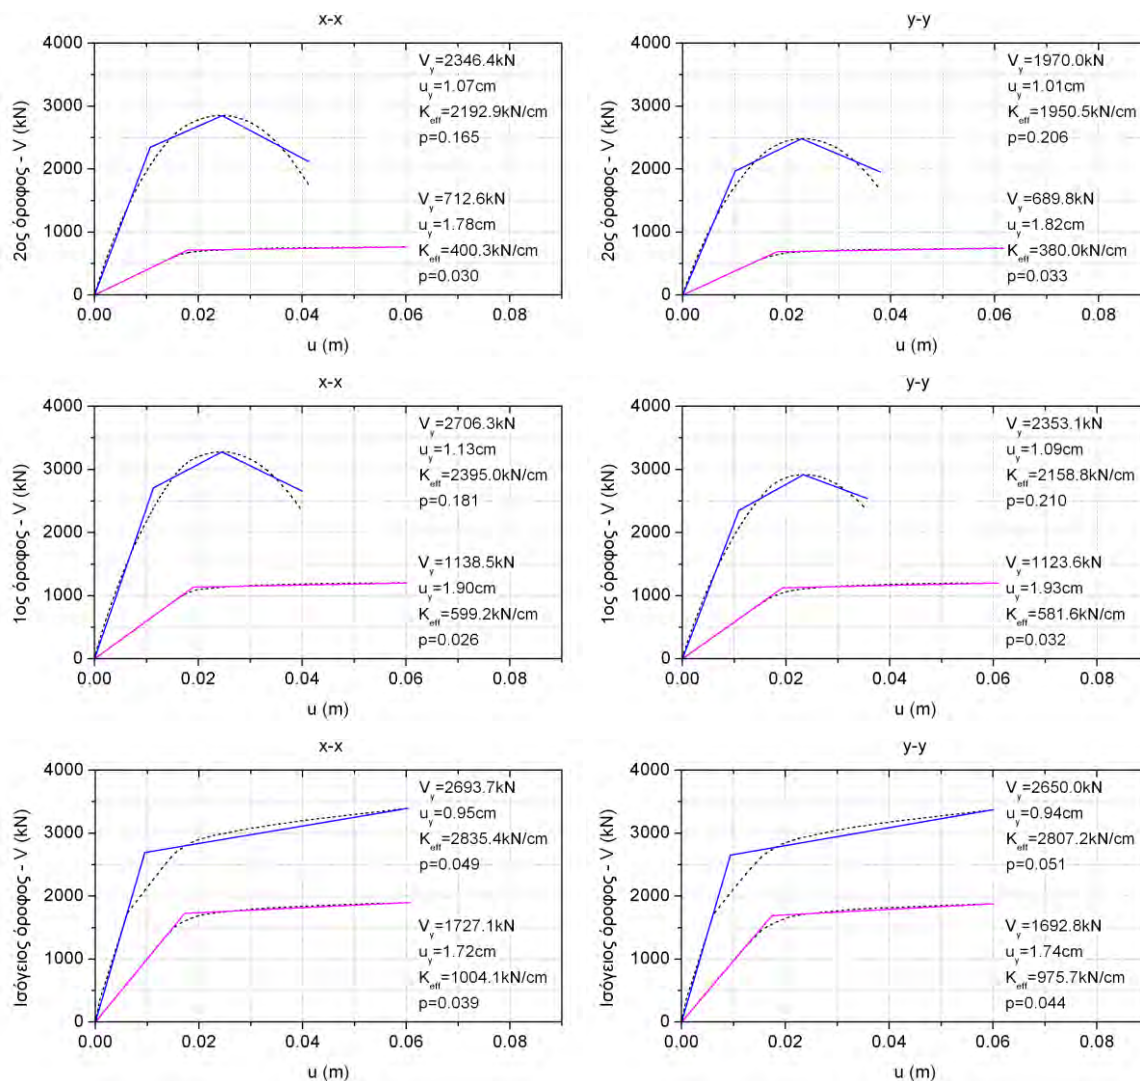 x-x
4000
3000
2000
1000
0
2ος όροφος - V (kN)
V_y=2346.4kN
u_y=1.07cm
K_eff=2192.9kN/cm
p=0.165
V_y=712.6kN
u_y=1.78cm
K_eff=400.3kN/cm
p=0.030
0.00 0.02 0.04 0.06 0.08
u (m)
y-y
4000
3000
2000
1000
0
2ος όροφος - V (kN)
V_y=1970.0kN
u_y=1.01cm
K_eff=1950.5kN/cm
p=0.206
V_y=689.8kN
u_y=1.82cm
K_eff=380.0kN/cm
p=0.033
0.00 0.02 0.04 0.06 0.08
u (m)
x-x
4000
3000
2000
1000
0
1ος όροφος - V (kN)
V_y=2706.3kN
u_y=1.13cm
K_eff=2395.0kN/cm
p=0.181
V_y=1138.5kN
u_y=1.90cm
K_eff=599.2kN/cm
p=0.026
0.00 0.02 0.04 0.06 0.08
u (m)
y-y
4000
3000
2000
1000
0
1ος όροφος - V (kN)
V_y=2353.1kN
u_y=1.09cm
K_eff=2158.8kN/cm
p=0.210
V_y=1123.6kN
u_y=1.93cm
K_eff=581.6kN/cm
p=0.032
0.00 0.02 0.04 0.06 0.08
u (m)
x-x
4000
3000
2000
1000
0
Ισόγειος όροφος - V (kN)
V_y=2693.7kN
u_y=0.95cm
K_eff=2835.4kN/cm
p=0.049
V_y=1727.1kN
u_y=1.72cm
K_eff=1004.1kN/cm
p=0.039
0.00 0.02 0.04 0.06 0.08
u (m)
y-y
4000
3000
2000
1000
0
Ισόγειος όροφος - V (kN)
V_y=2650.0kN
u_y=0.94cm
K_eff=2807.2kN/cm
p=0.051
V_y=1692.8kN
u_y=1.74cm
K_eff=975.7kN/cm
p=0.044
0.00 0.02 0.04 0.06 0.08
u (m)